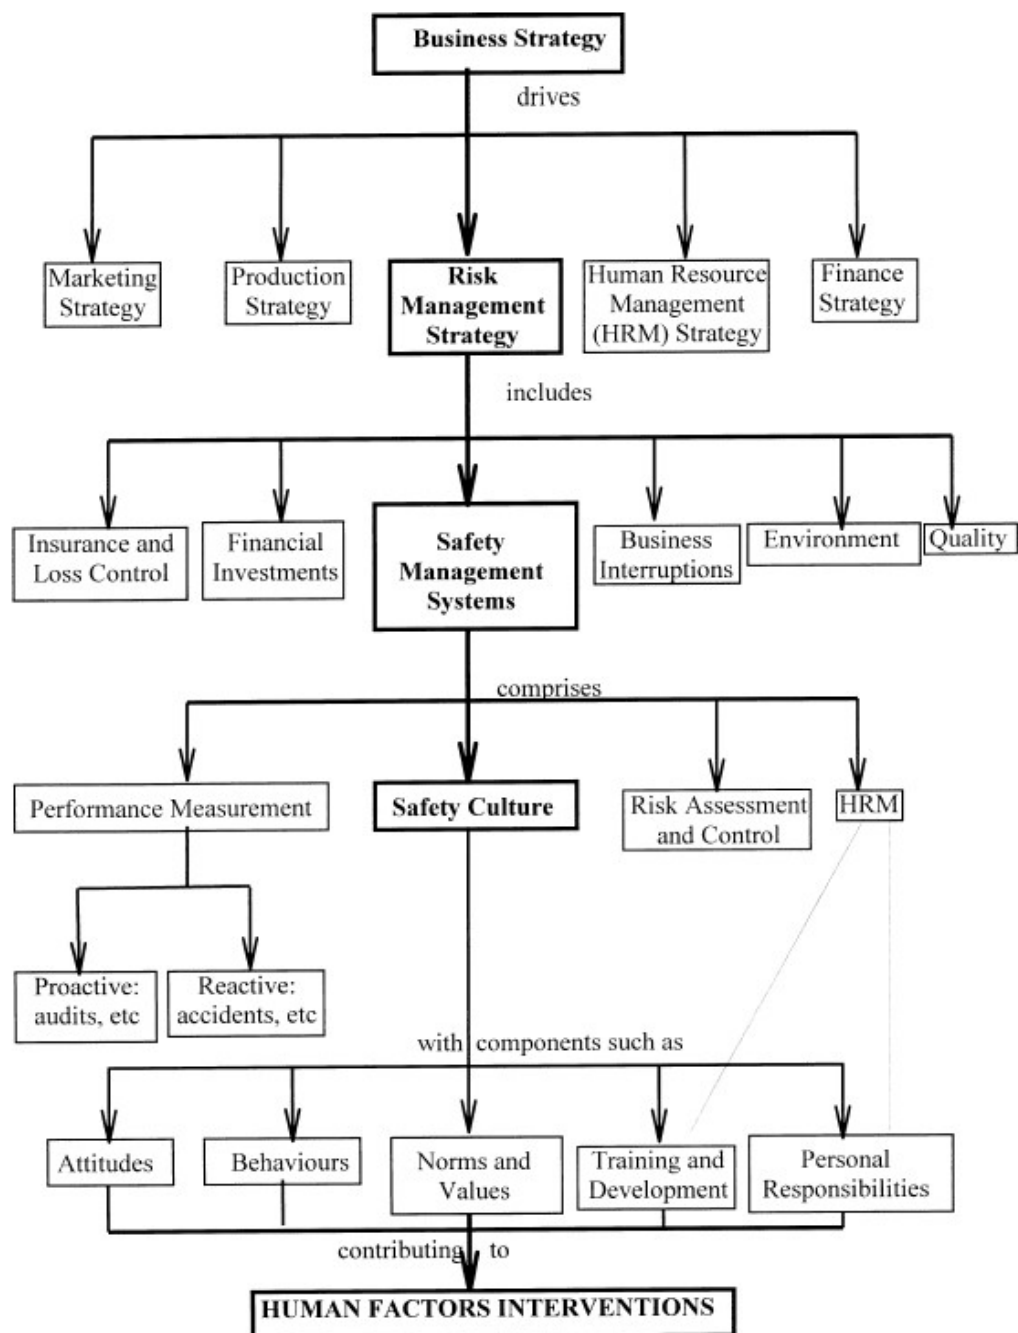 Business Strategy
drives
Marketing
Strategy
Production
Strategy
Risk
Management
Strategy
Human Resource
Management
(HRM) Strategy
Finance
Strategy
includes
Insurance and
Loss Control
Financial
Investments
Safety
Management
Systems
Business
Interruptions
Environment
Quality
comprises
Performance Measurement
Safety Culture
Risk Assessment
and Control
HRM
Proactive:
audits, etc
Reactive:
accidents, etc
with components such as
Attitudes
Behaviours
Norms and
Values
Training and
Development
Personal
Responsibilities
contributing to
HUMAN FACTORS INTERVENTIONS